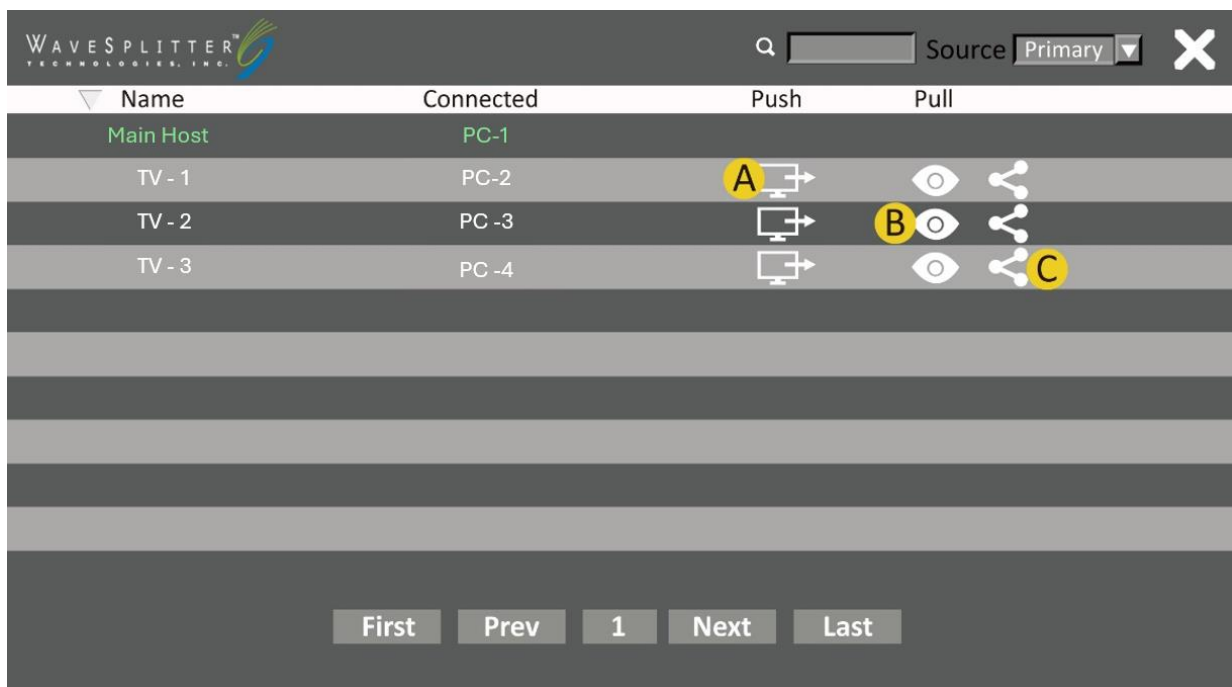 WAVESPLITTER™
TECHNOLOGIES, INC.
Source Primary
Name Connected Push Pull
Main Host PC-1
TV - 1 PC-2 A
TV - 2 PC -3 B
TV - 3 PC -4 C
First Prev 1 Next Last